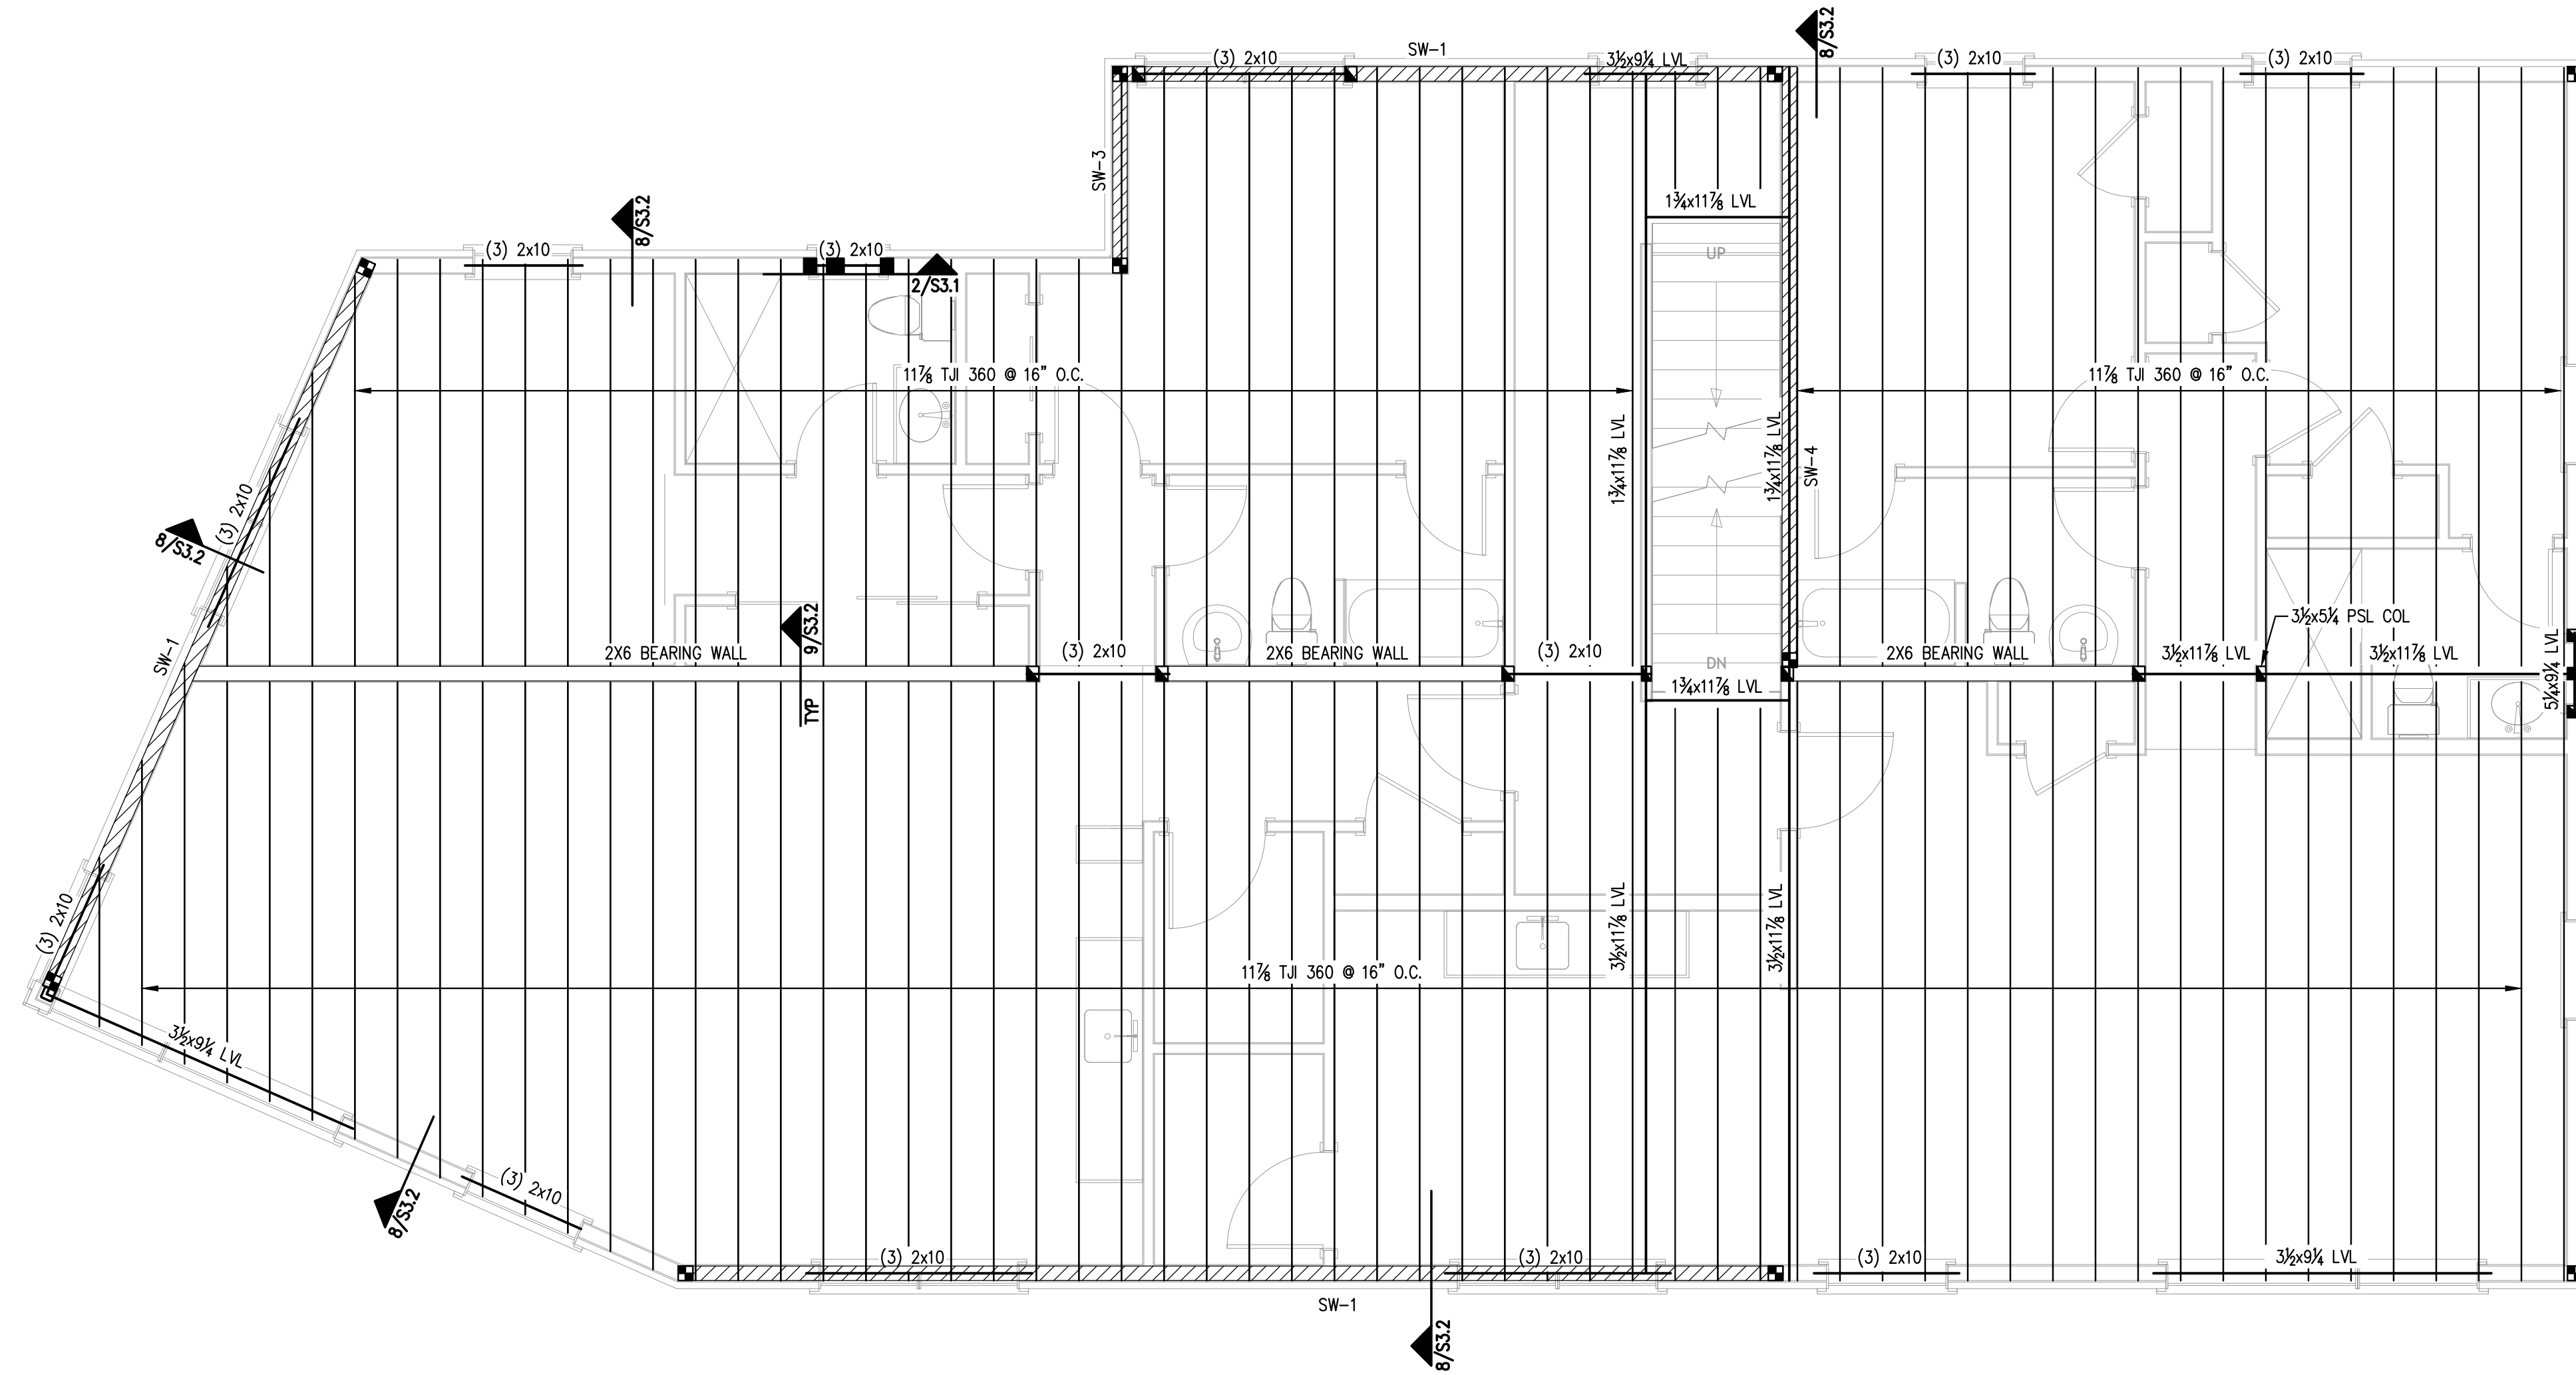 8/S3.2
SW-1
(3) 2x10
3½x9¼ LVL
(3) 2x10
(3) 2x10
SW-3
1¾x11⅞ LVL
8/S3.2
(3) 2x10
(3) 2x10
2/S3.1
UP
11⅞ TJI 360 @ 16" O.C.
11⅞ TJI 360 @ 16" O.C.
1¾x11⅞ LVL
1¾x11⅞ LVL
SW-4
(3) 2x10
8/S3.2
SW-1
9/S3.2
TYP
2X6 BEARING WALL
(3) 2x10
2X6 BEARING WALL
(3) 2x10
DN
1¾x11⅞ LVL
2X6 BEARING WALL
3½x11⅞ LVL
3½x5¼ PSL COL
3½x11⅞ LVL
5¼x9¼ LVL
(3) 2x10
3½x11⅞ LVL
3½x11⅞ LVL
11⅞ TJI 360 @ 16" O.C.
3½x9¼ LVL
(3) 2x10
8/S3.2
(3) 2x10
(3) 2x10
(3) 2x10
3½x9¼ LVL
SW-1
8/S3.2